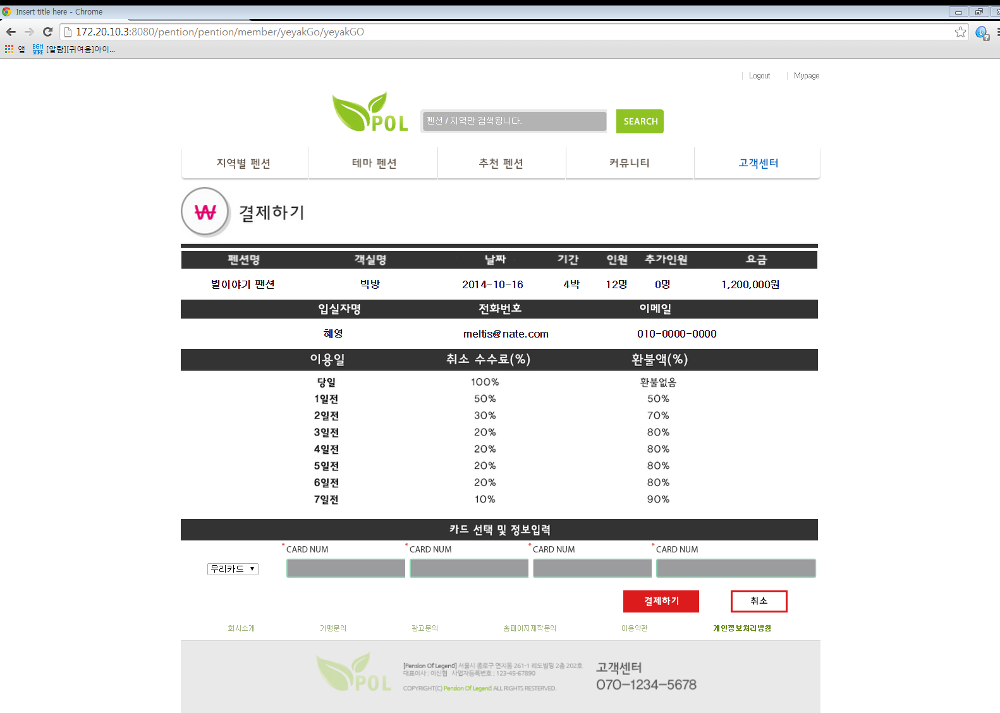 Insert title here - Chrome
172.20.10.3:8080/pention/pention/member/yeyakGo/yeyakGO
앱 BGM STORE [알람][귀여움]아이...
Logout Mypage
POL 펜션 / 지역만 검색됩니다. SEARCH
지역별 펜션 테마 펜션 추천 펜션 커뮤니티 고객센터
₩ 결제하기
펜션명 객실명 날짜 기간 인원 추가인원 요금
별이야기 팬션 빅방 2014-10-16 4박 12명 0명 1,200,000원
입실자명 전화번호 이메일
혜영 meltis@nate.com 010-0000-0000
이용일 취소 수수료(%) 환불액(%)
당일 100% 환불없음
1일전 50% 50%
2일전 30% 70%
3일전 20% 80%
4일전 20% 80%
5일전 20% 80%
6일전 20% 80%
7일전 10% 90%
카드 선택 및 정보입력
* CARD NUM * CARD NUM * CARD NUM * CARD NUM
우리카드
결제하기 취소
회사소개 가맹문의 광고문의 홈페이지제작문의 이용약관 개인정보처리방침
POL
[Pension Of Legend] 서울시 종로구 연지동 261-1 리도빌딩 2층 202호
대표이사 : 이신협 사업자등록번호 : 123-45-67890
COPYRIGHT(C) Pension Of Legend ALL RIGHTS RESTERVED.
고객센터
070-1234-5678